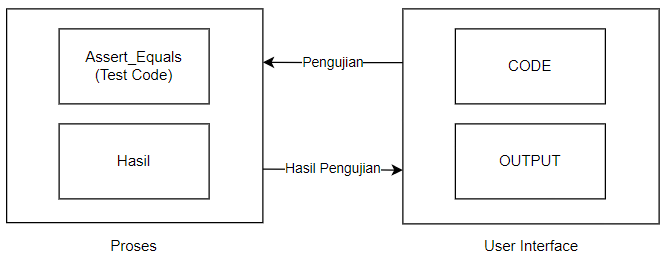 Assert_Equals
(Test Code)
Pengujian
CODE
Hasil
Hasil Pengujian
OUTPUT
Proses
User Interface